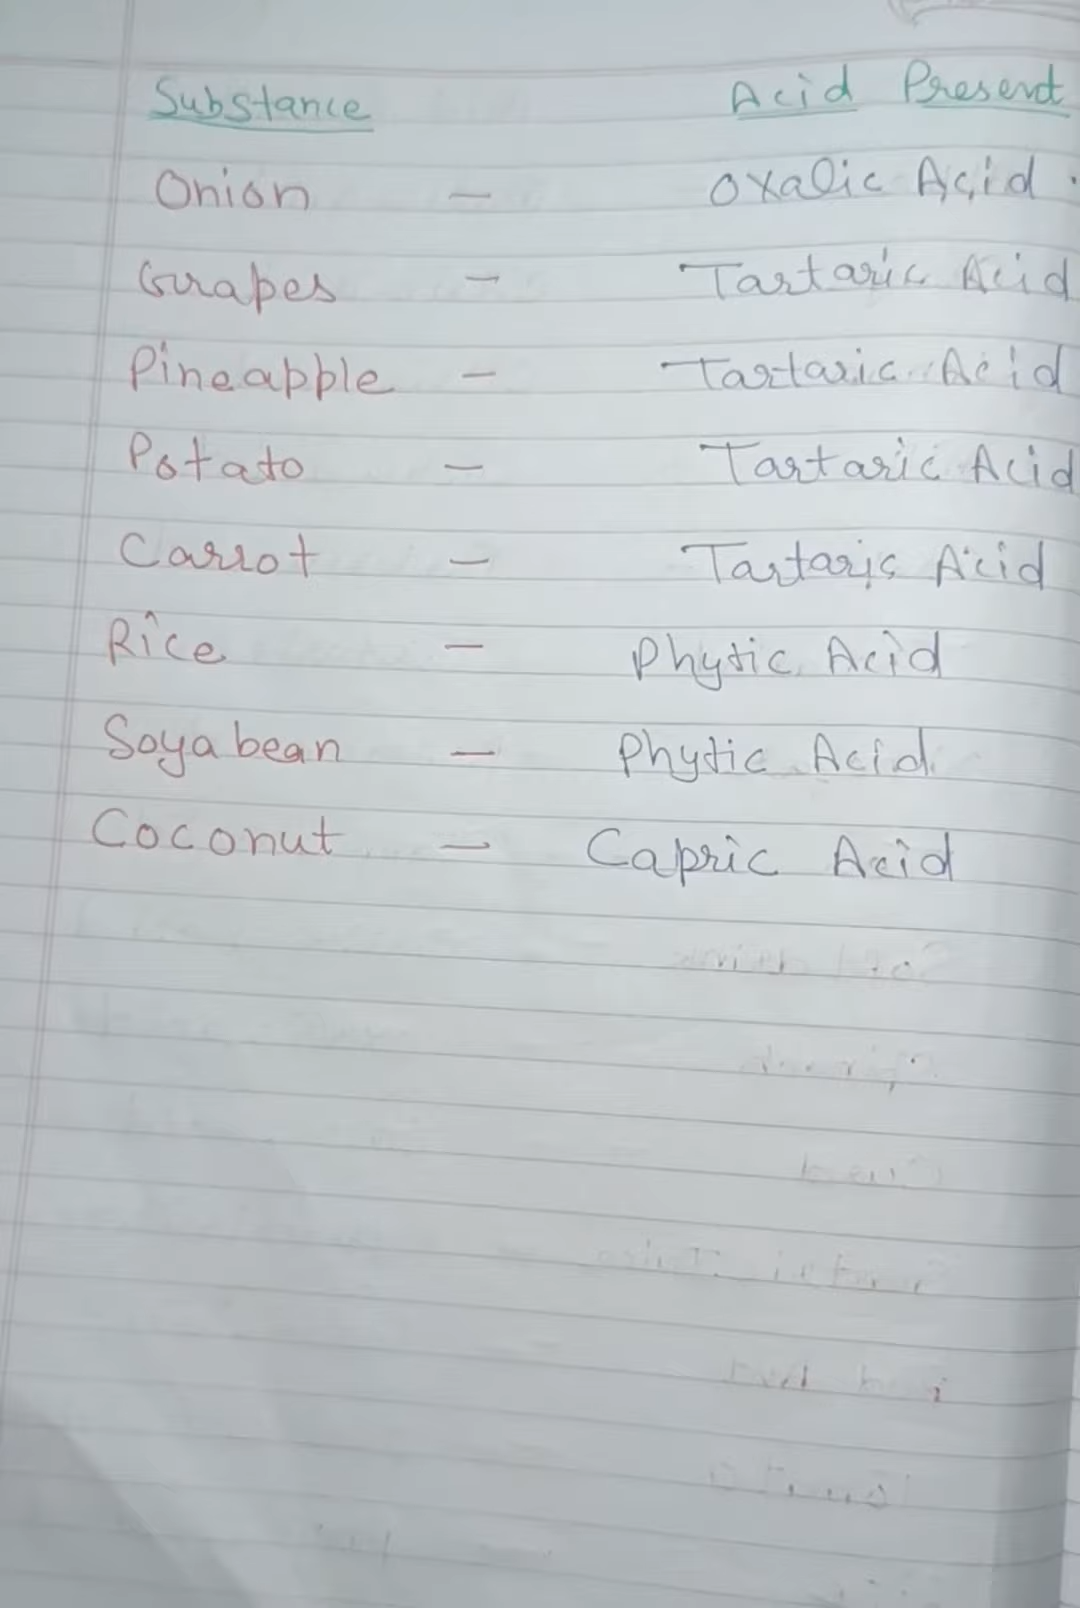 Substance Acid Present
Onion - Oxalic Acid.
Grapes - Tartaric Acid
Pineapple - Tartaric Acid
Potato - Tartaric Acid
Carrot - Tartaric Acid
Rice - Phytic Acid
Soyabean - Phytic Acid.
Coconut - Capric Acid